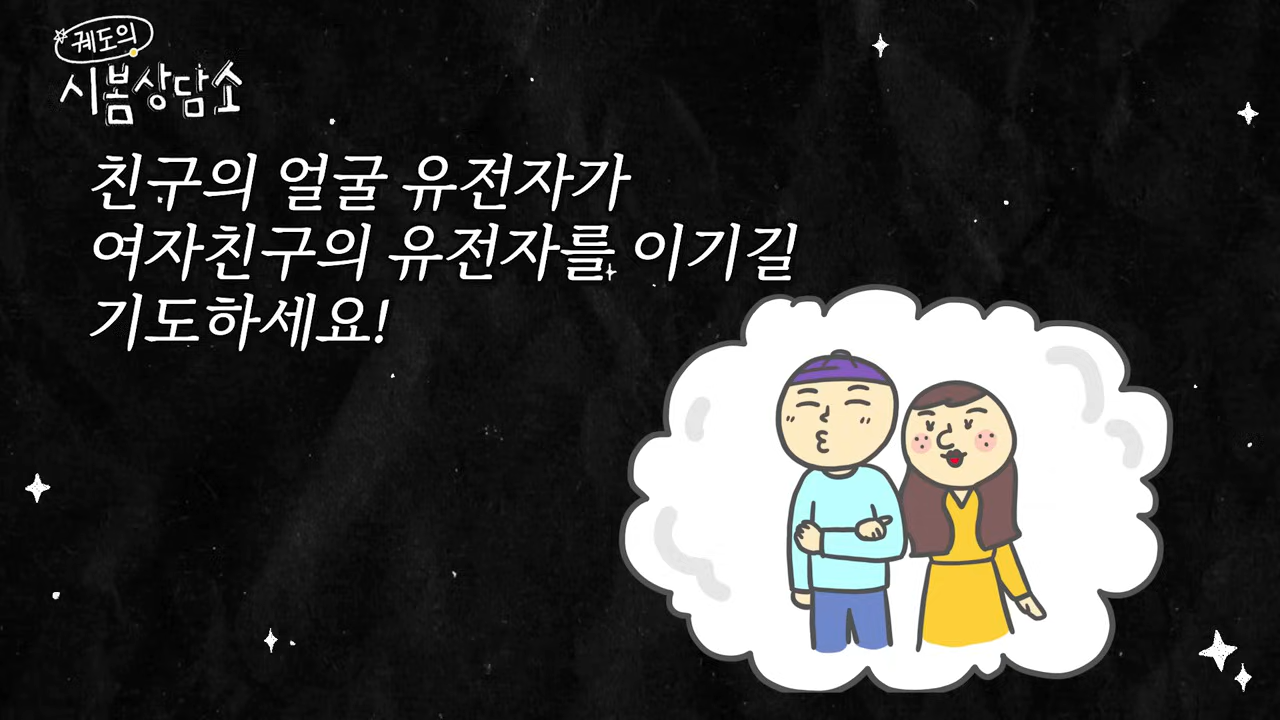 궤도의
시봄상담소
친구의 얼굴 유전자가
여자친구의 유전자를 이기길
기도하세요!